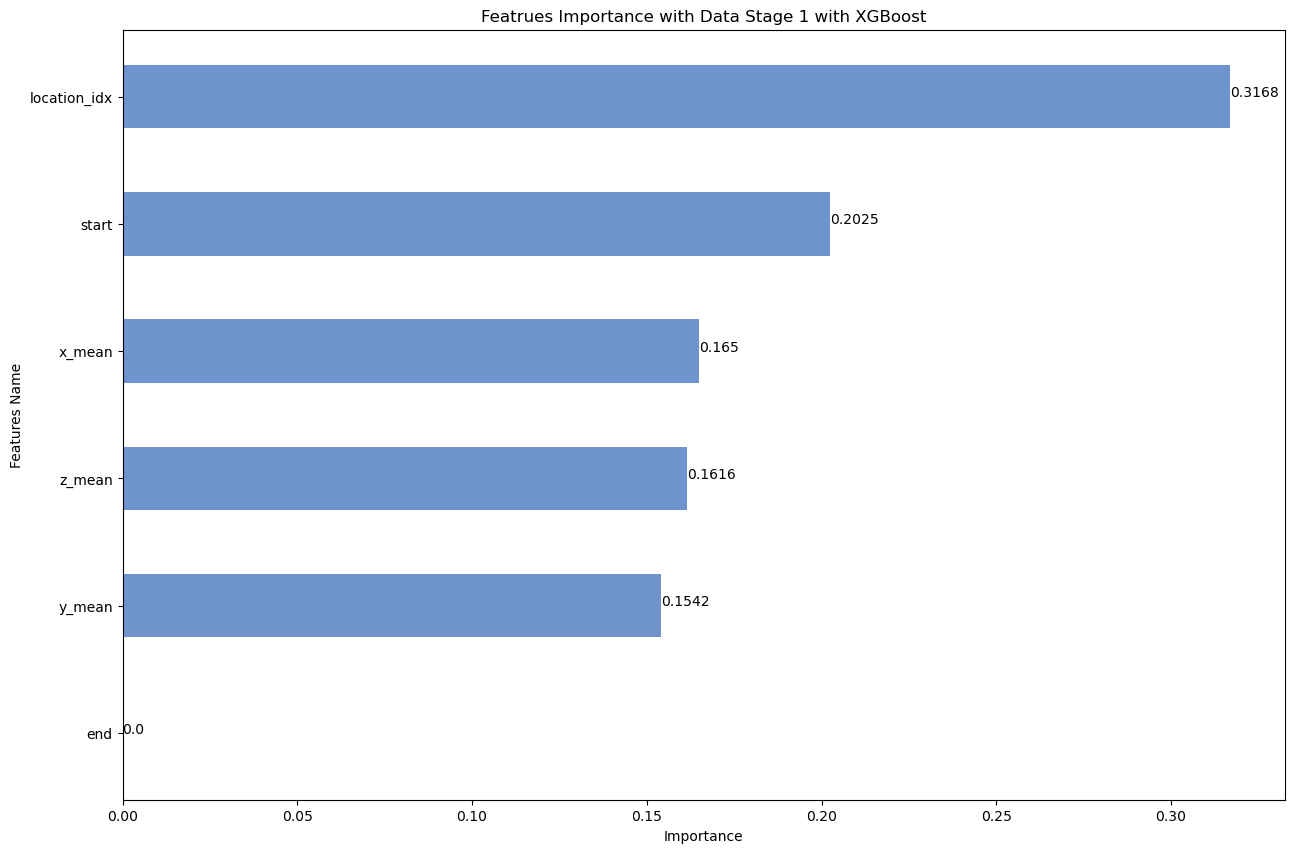 Featrues Importance with Data Stage 1 with XGBoost
Features Name
location_idx
0.3168
start
0.2025
x_mean
0.165
z_mean
0.1616
y_mean
0.1542
end
0.0
0.00 0.05 0.10 0.15 0.20 0.25 0.30
Importance